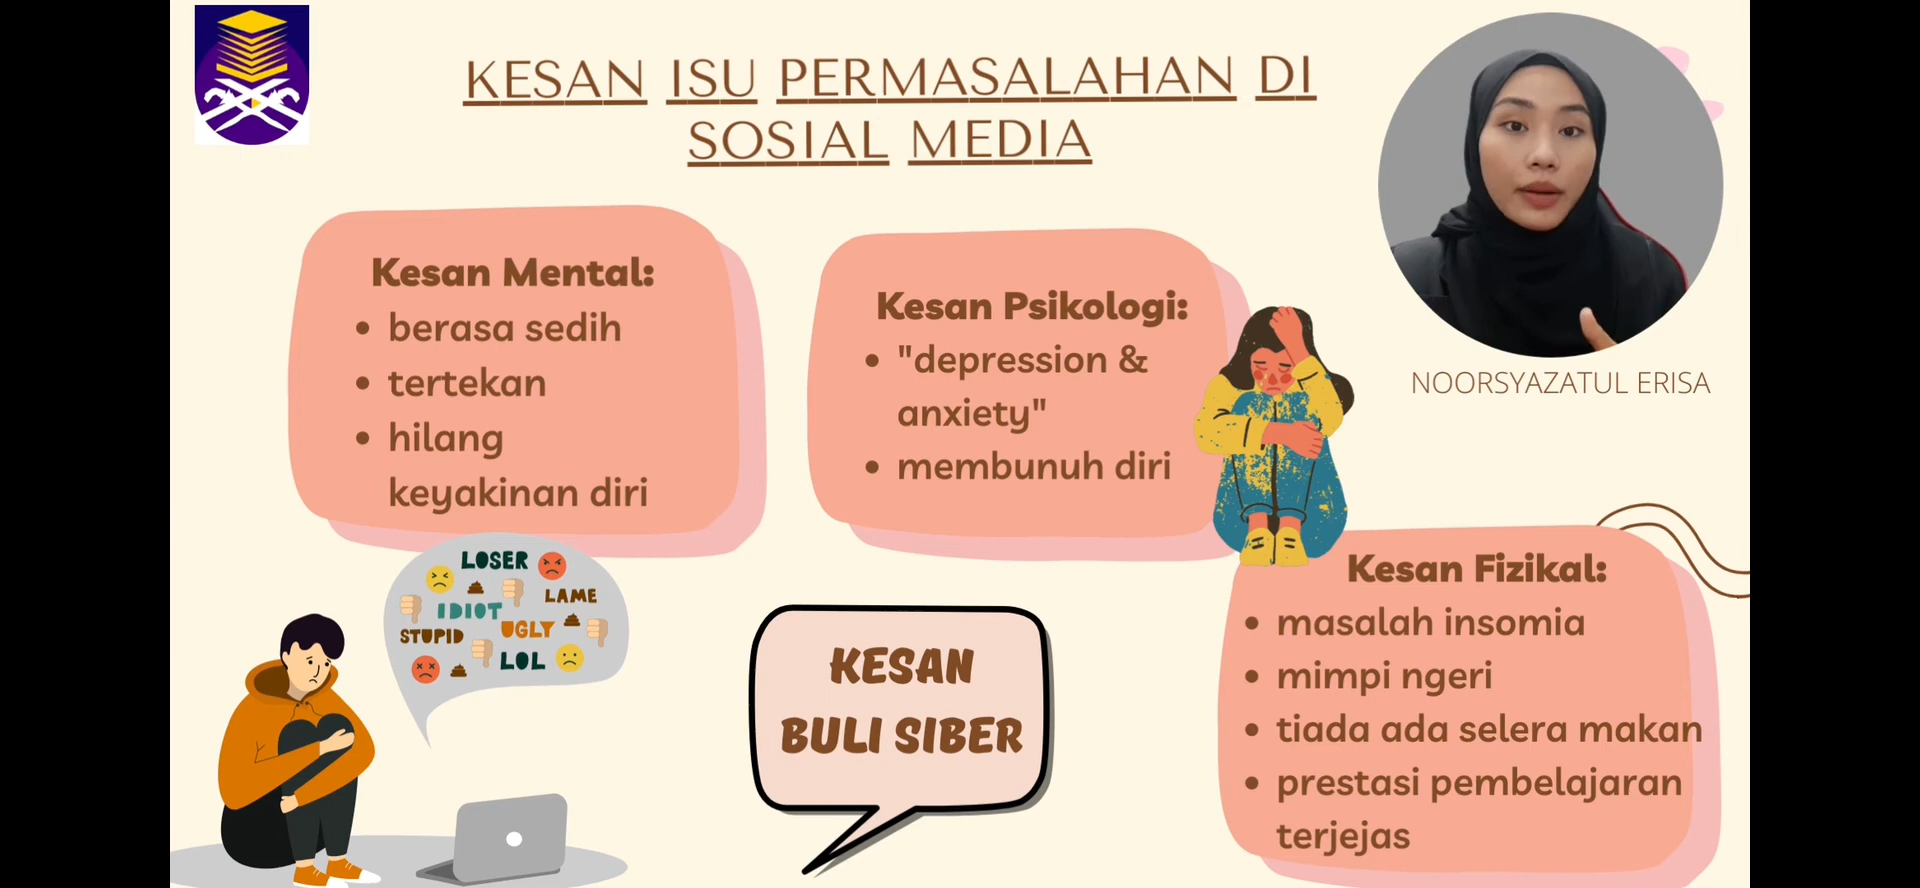 KESAN ISU PERMASALAHAN DI
SOSIAL MEDIA
Kesan Mental:
• berasa sedih
• tertekan
• hilang
keyakinan diri
Kesan Psikologi:
• "depression &
anxiety"
• membunuh diri
NOORSYAZATUL ERISA
LOSER
LAME
IDIOT
STUPID
UGLY
LOL
KESAN
BULI SIBER
Kesan Fizikal:
• masalah insomia
• mimpi ngeri
• tiada ada selera makan
• prestasi pembelajaran
terjejas